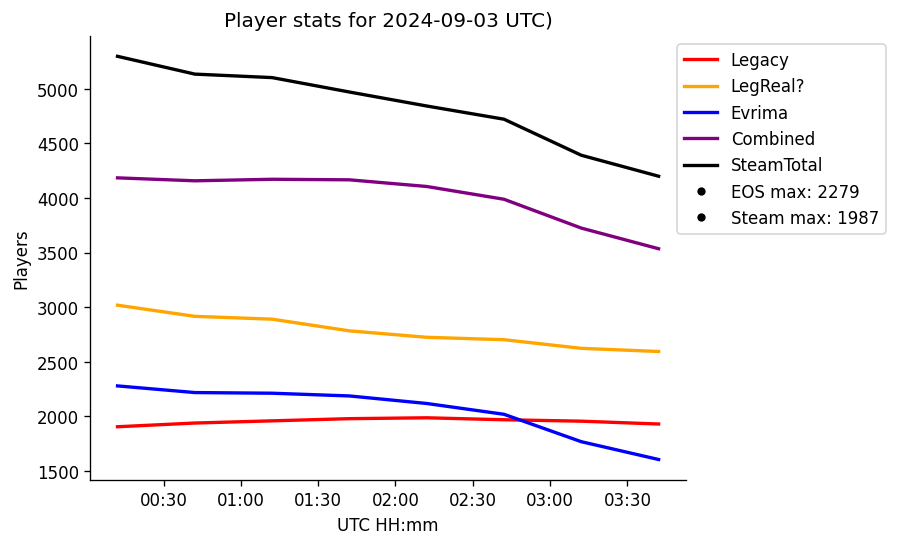 Player stats for 2024-09-03 UTC)
Legacy
LegReal?
Evrima
Combined
SteamTotal
EOS max: 2279
Steam max: 1987
Players
5000
4500
4000
3500
3000
2500
2000
1500
00:30 01:00 01:30 02:00 02:30 03:00 03:30
UTC HH:mm